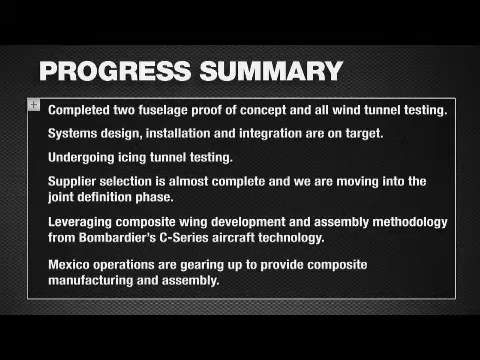 PROGRESS SUMMARY
Completed two fuselage proof of concept and all wind tunnel testing.
Systems design, installation and integration are on target.
Undergoing icing tunnel testing.
Supplier selection is almost complete and we are moving into the
joint definition phase.
Leveraging composite wing development and assembly methodology
from Bombardier's C-Series aircraft technology.
Mexico operations are gearing up to provide composite
manufacturing and assembly.